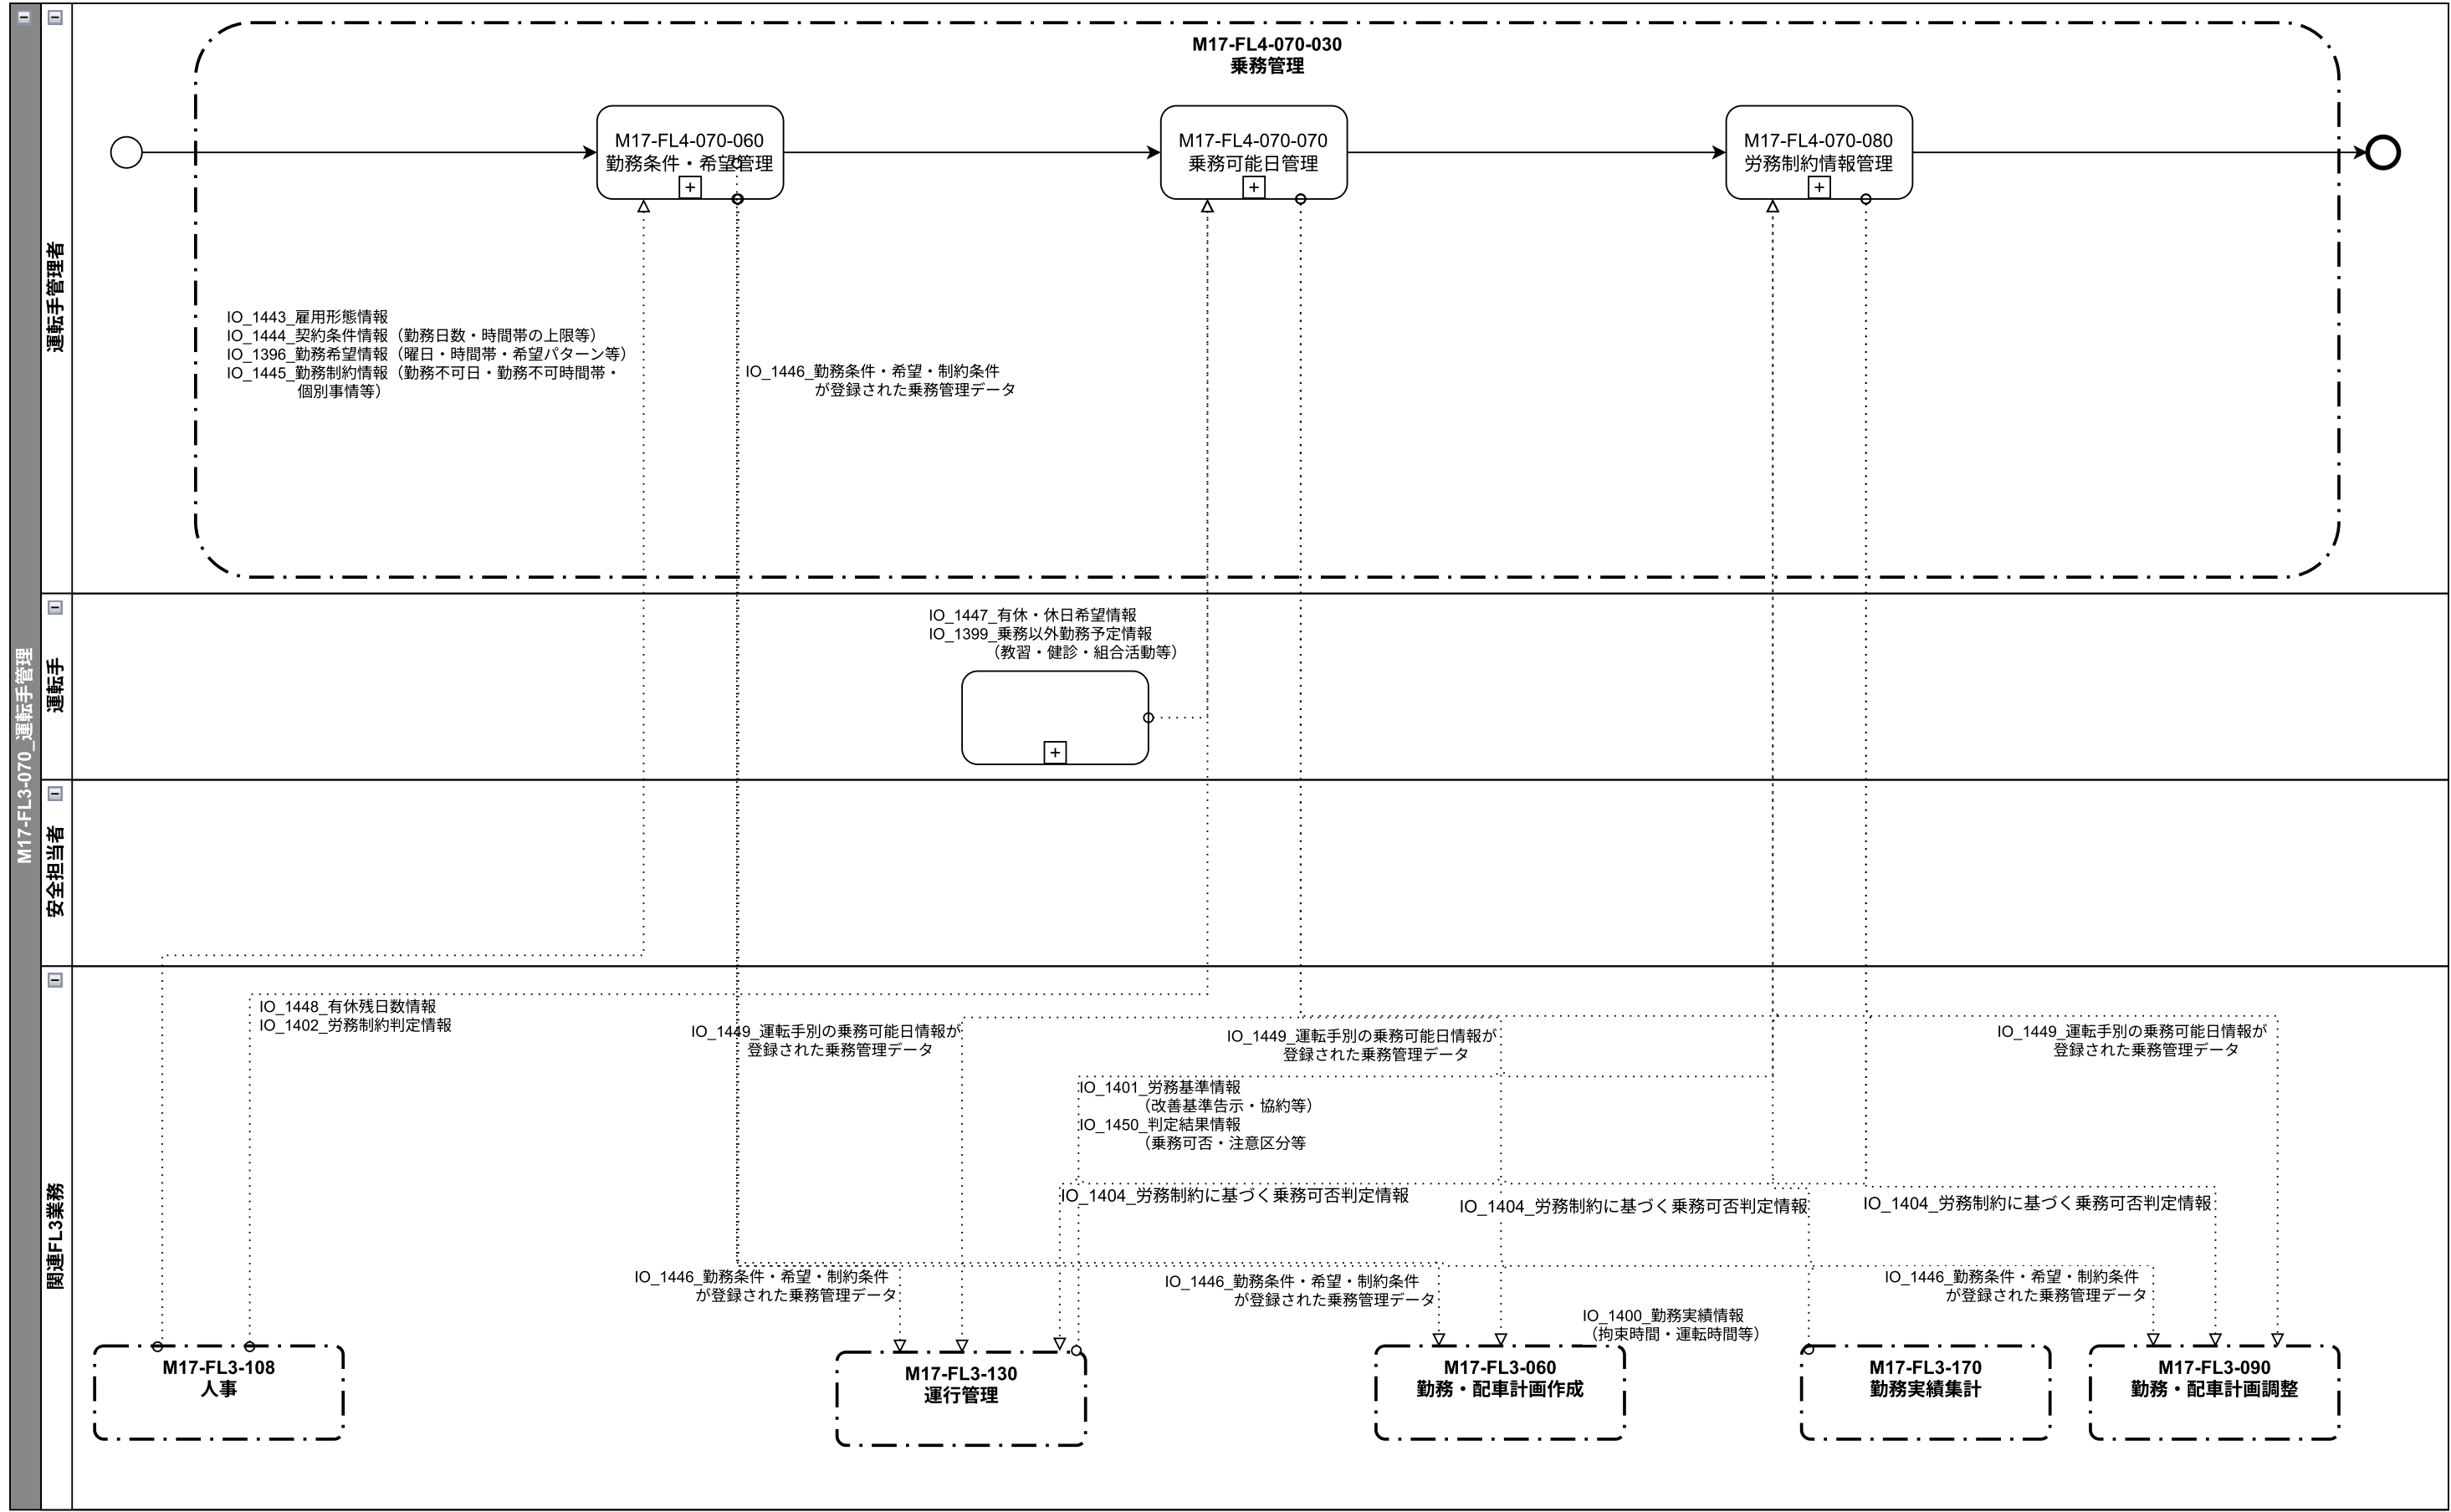 M17-FL3-070_運転手管理
運転手管理者
M17-FL4-070-030
乗務管理
M17-FL4-070-060
勤務条件・希望管理
M17-FL4-070-070
乗務可能日管理
M17-FL4-070-080
労務制約情報管理
IO_1443_雇用形態情報
IO_1444_契約条件情報（勤務日数・時間帯の上限等）
IO_1396_勤務希望情報（曜日・時間帯・希望パターン等）
IO_1445_勤務制約情報（勤務不可日・勤務不可時間帯・
個別事情等）
IO_1446_勤務条件・希望・制約条件
が登録された乗務管理データ
運転手
IO_1447_有休・休日希望情報
IO_1399_乗務以外勤務予定情報
（教習・健診・組合活動等）
安全担当者
関連FL3業務
IO_1448_有休残日数情報
IO_1402_労務制約判定情報
IO_1449_運転手別の乗務可能日情報が
登録された乗務管理データ
IO_1449_運転手別の乗務可能日情報が
登録された乗務管理データ
IO_1449_運転手別の乗務可能日情報が
登録された乗務管理データ
IO_1401_労務基準情報
（改善基準告示・協約等）
IO_1450_判定結果情報
（乗務可否・注意区分等
IO_1404_労務制約に基づく乗務可否判定情報
IO_1404_労務制約に基づく乗務可否判定情報
IO_1404_労務制約に基づく乗務可否判定情報
IO_1446_勤務条件・希望・制約条件
が登録された乗務管理データ
IO_1446_勤務条件・希望・制約条件
が登録された乗務管理データ
IO_1446_勤務条件・希望・制約条件
が登録された乗務管理データ
IO_1400_勤務実績情報
（拘束時間・運転時間等）
M17-FL3-108
人事
M17-FL3-130
運行管理
M17-FL3-060
勤務・配車計画作成
M17-FL3-170
勤務実績集計
M17-FL3-090
勤務・配車計画調整